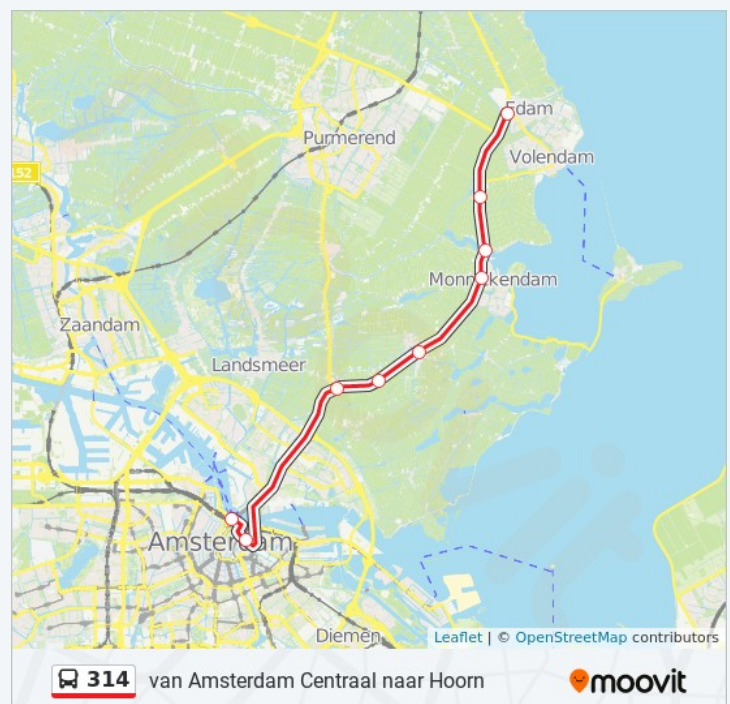 Edam
Purmerend
Volendam
152
Monnickendam
Zaandam
Landsmeer
Amsterdam
Diemen
Leaflet | © OpenStreetMap contributors
314 van Amsterdam Centraal naar Hoorn
moovit